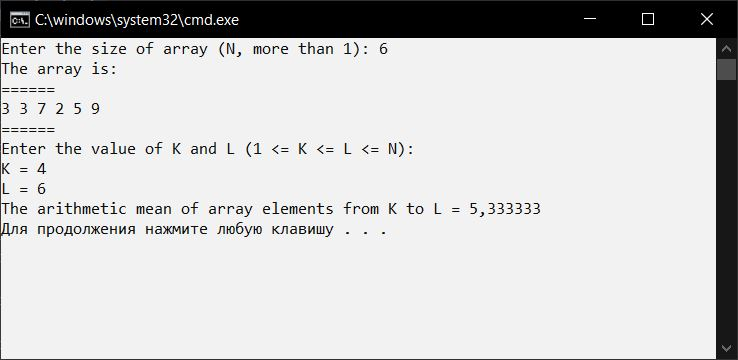 C:\windows\system32\cmd.exe
Enter the size of array (N, more than 1): 6
The array is:
======
3 3 7 2 5 9
======
Enter the value of K and L (1 <= K <= L <= N):
K = 4
L = 6
The arithmetic mean of array elements from K to L = 5,333333
Для продолжения нажмите любую клавишу . . .